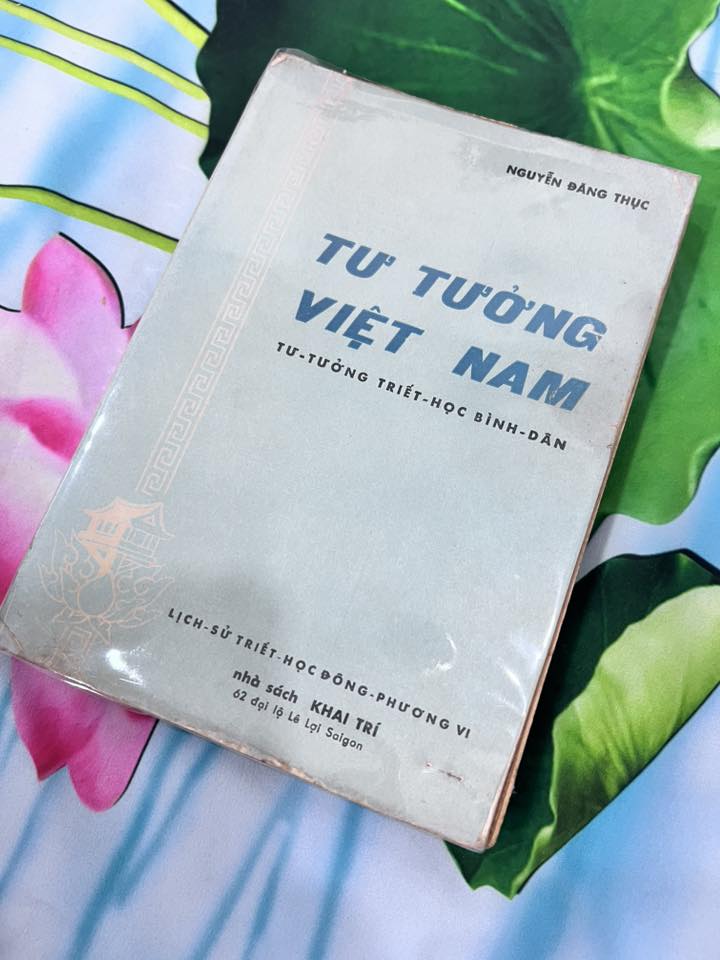 NGUYỄN ĐĂNG THỤC
TƯ TƯỞNG
VIỆT NAM
TƯ-TƯỞNG TRIẾT-HỌC BÌNH-DÂN
LỊCH-SỬ TRIẾT-HỌC ĐÔNG-PHƯƠNG VI
nhà sách KHAI TRÍ
62 đại lộ Lê Lợi Saigon